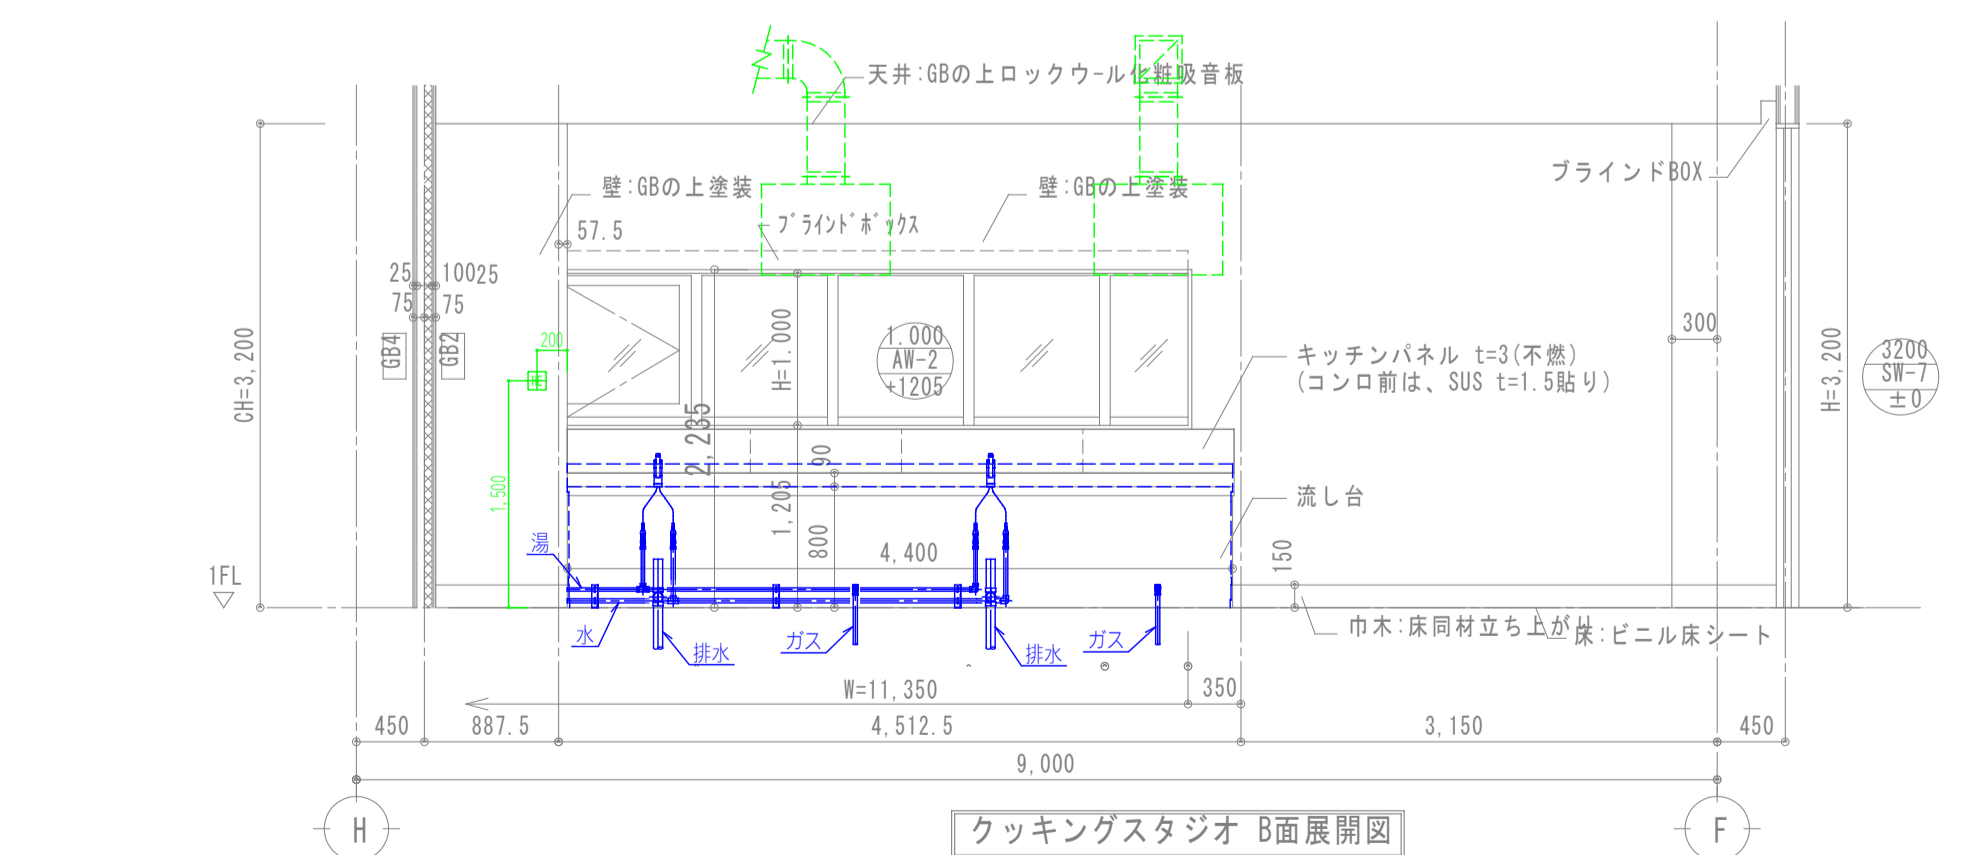 天井:GBの上ロックウール化粧吸音板
ブラインドBOX
壁:GBの上塗装
壁:GBの上塗装
ブラインドボックス
57.5
25
100
25
75
75
GB4
GB2
CH=3,200
200
1,500
H=1.000
2,235
1.000
AW-2
+1205
300
H=3,200
3200
SW-7
±0
キッチンパネル t=3(不燃)
(コンロ前は、SUS t=1.5貼り)
90
1,205
800
4,400
流し台
150
湯
1FL
水
排水
ガス
排水
ガス
巾木:床同材立ち上がり
床:ビニル床シート
W=11,350
350
450
887.5
4,512.5
3,150
450
9,000
H
F
クッキングスタジオ B面展開図